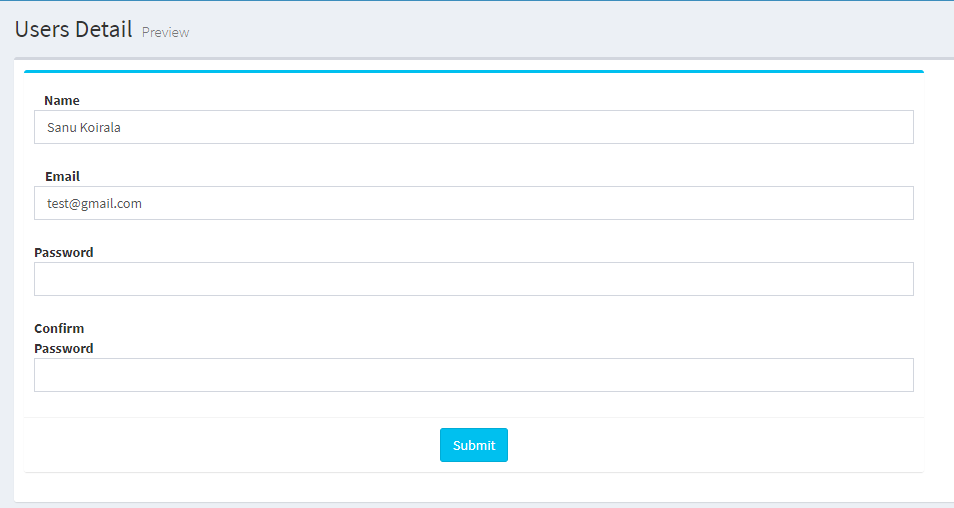 Users Detail Preview
Name
Sanu Koirala
Email
test@gmail.com
Password
Confirm
Password
Submit